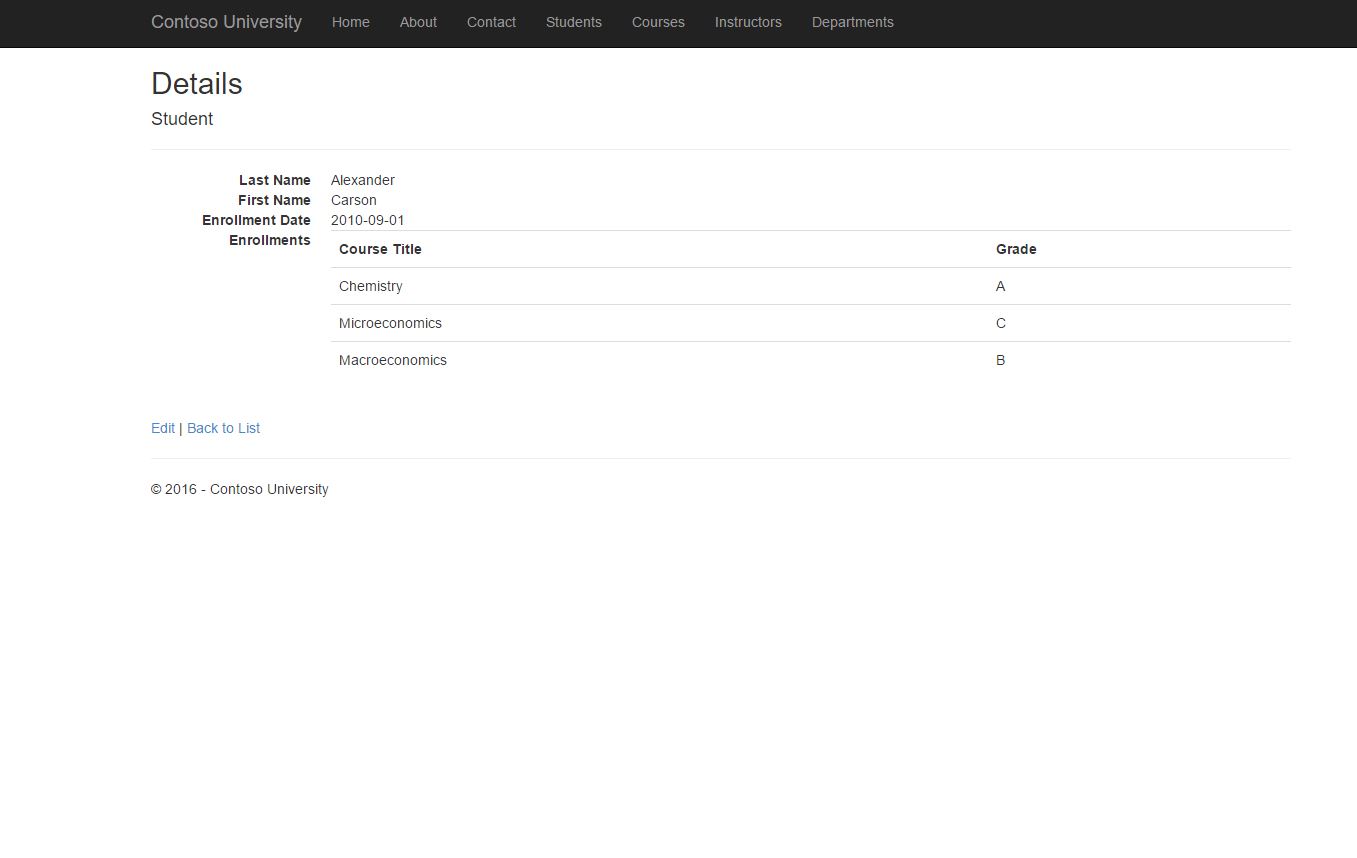 Contoso University Home About Contact Students Courses Instructors Departments
Details
Student
Last Name Alexander
First Name Carson
Enrollment Date 2010-09-01
Enrollments
Course Title Grade
Chemistry A
Microeconomics C
Macroeconomics B
Edit | Back to List
© 2016 - Contoso University